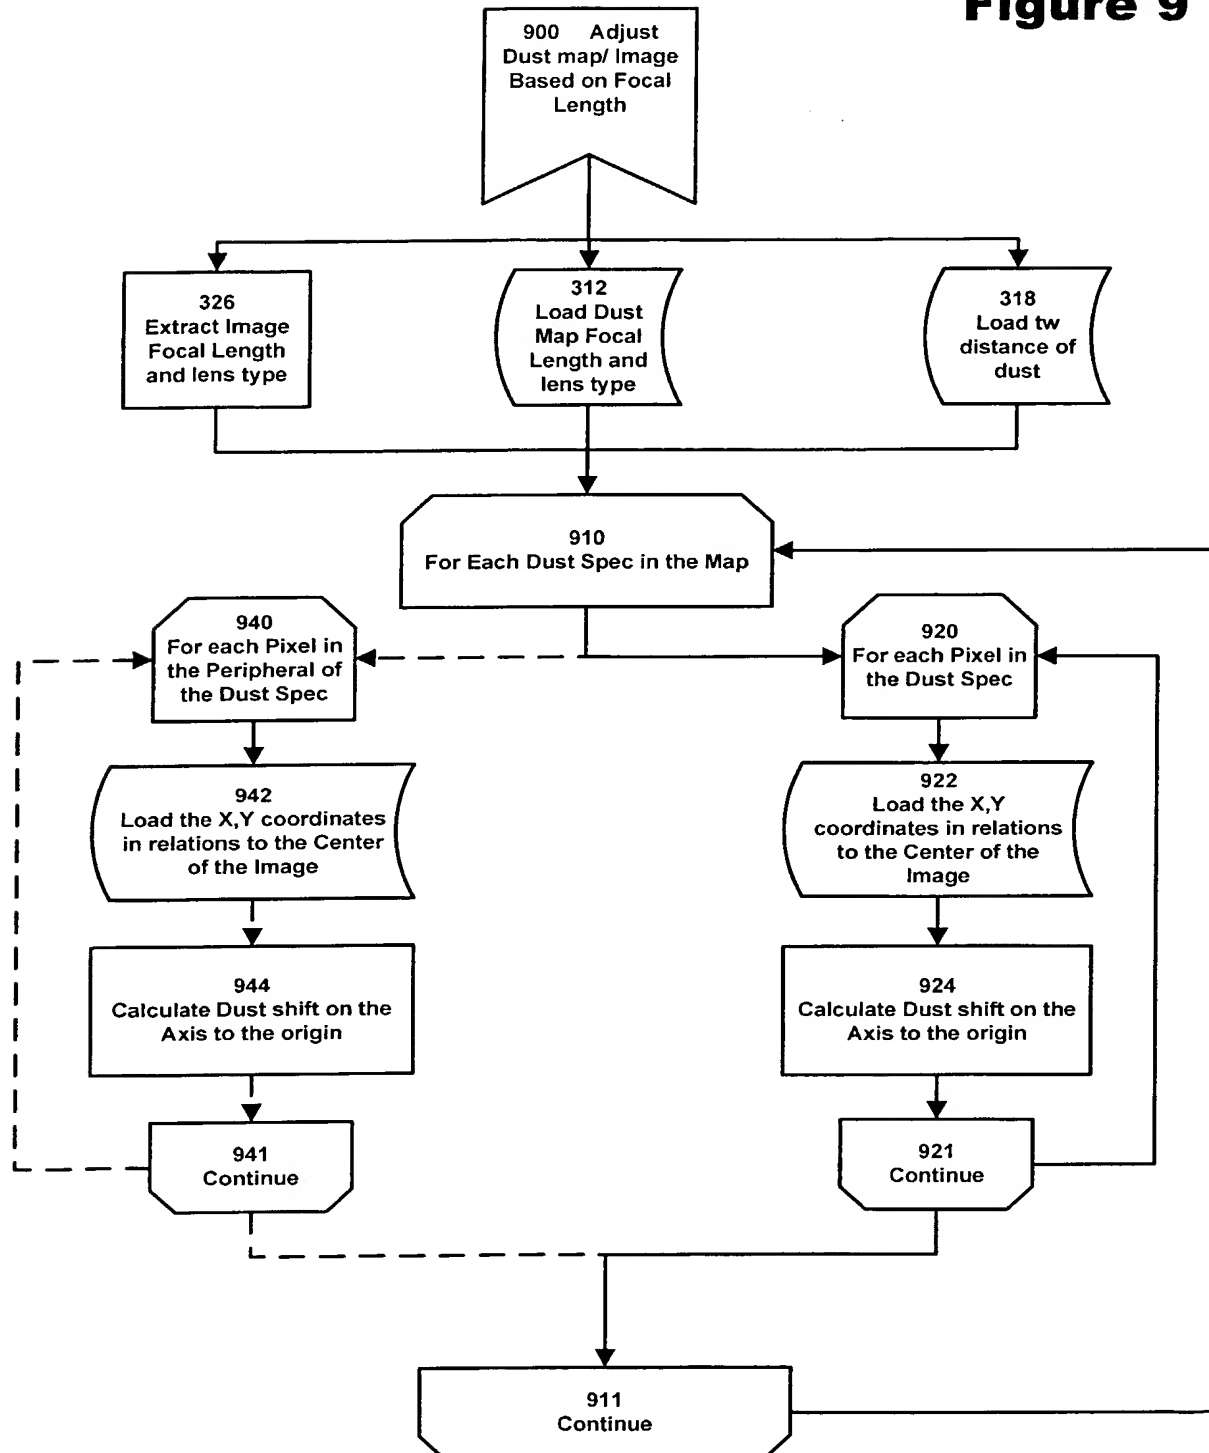 Figure 9
900 Adjust
Dust map/ Image
Based on Focal
Length
326
Extract Image
Focal Length
and lens type
312
Load Dust
Map Focal
Length and
lens type
318
Load tw
distance of
dust
910
For Each Dust Spec in the Map
940
For each Pixel in
the Peripheral of
the Dust Spec
920
For each Pixel in
the Dust Spec
942
Load the X,Y coordinates
in relations to the Center
of the Image
922
Load the X,Y
coordinates in relations
to the Center of the
Image
944
Calculate Dust shift on the
Axis to the origin
924
Calculate Dust shift on the
Axis to the origin
941
Continue
921
Continue
911
Continue